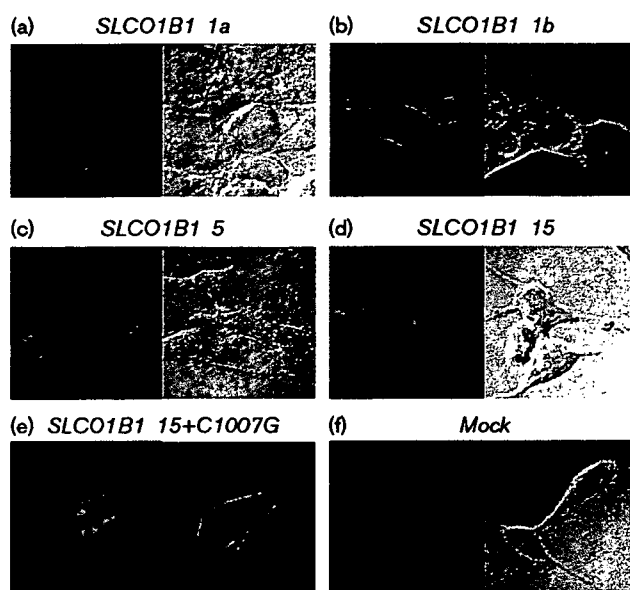 (a) SLCO1B1 1a
(b) SLCO1B1 1b
(c) SLCO1B1 5
(d) SLCO1B1 15
(e) SLCO1B1 15+C1007G
(f) Mock